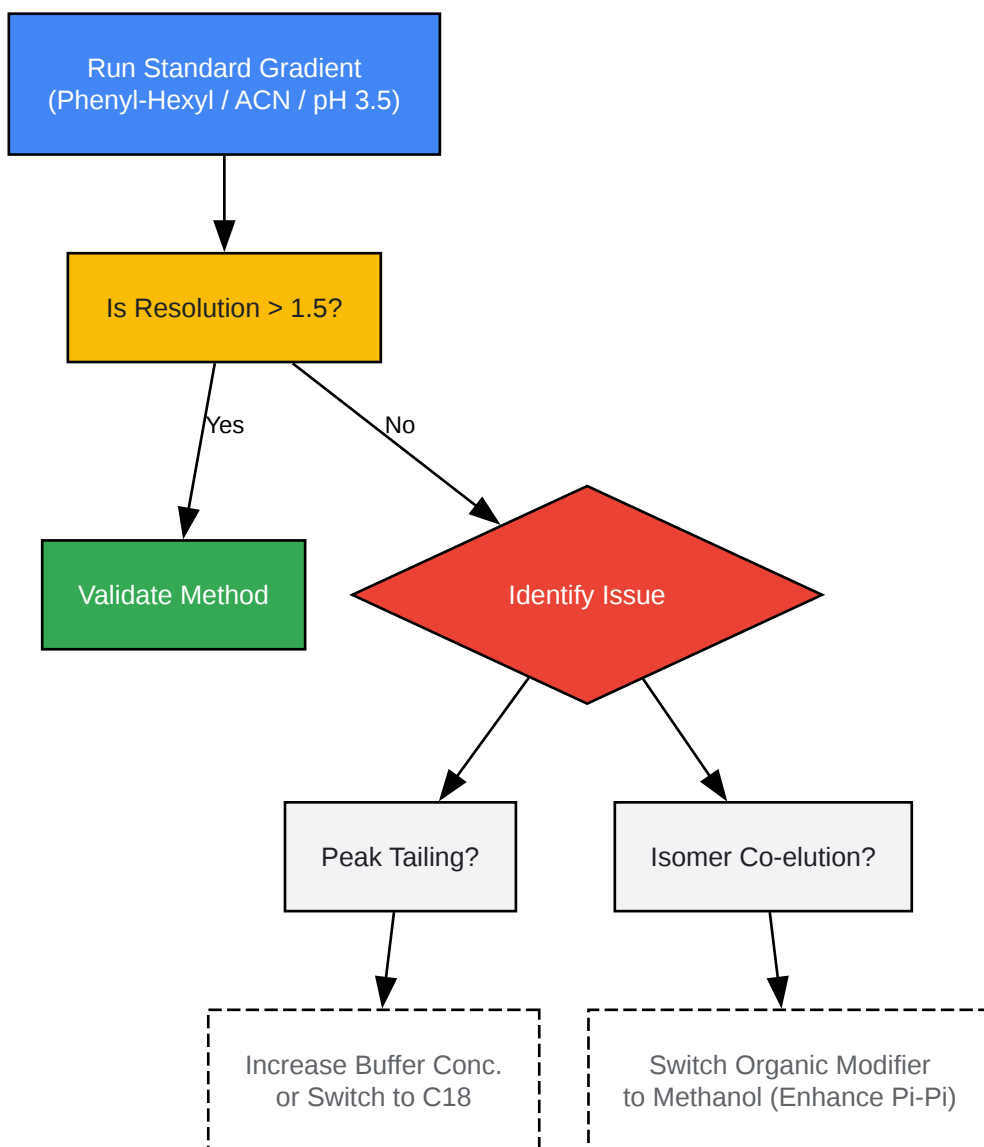 Run Standard Gradient
(Phenyl-Hexyl / ACN / pH 3.5)
Is Resolution > 1.5?
Yes
No
Validate Method
Identify Issue
Peak Tailing?
Isomer Co-elution?
Increase Buffer Conc.
or Switch to C18
Switch Organic Modifier
to Methanol (Enhance Pi-Pi)